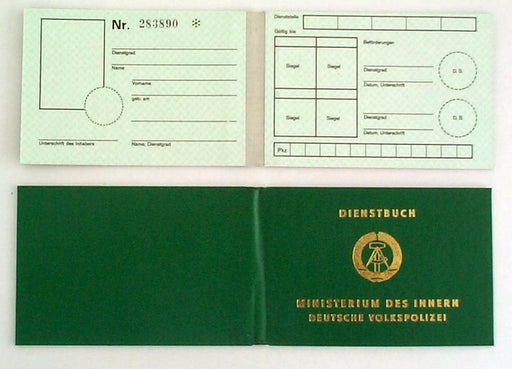 Nr. 283890 *
Dienstgrad
Name
Vorname
geb. am
Unterschrift des Inhabers
Name, Dienstgrad
Dienststelle
Gültig bis
Beförderungen
Siegel Siegel
Dienstgrad
D. S.
Datum, Unterschrift
Siegel Siegel
Dienstgrad
D. S.
Datum, Unterschrift
Pkz
DIENSTBUCH
MINISTERIUM DES INNERN
DEUTSCHE VOLKSPOLIZEI